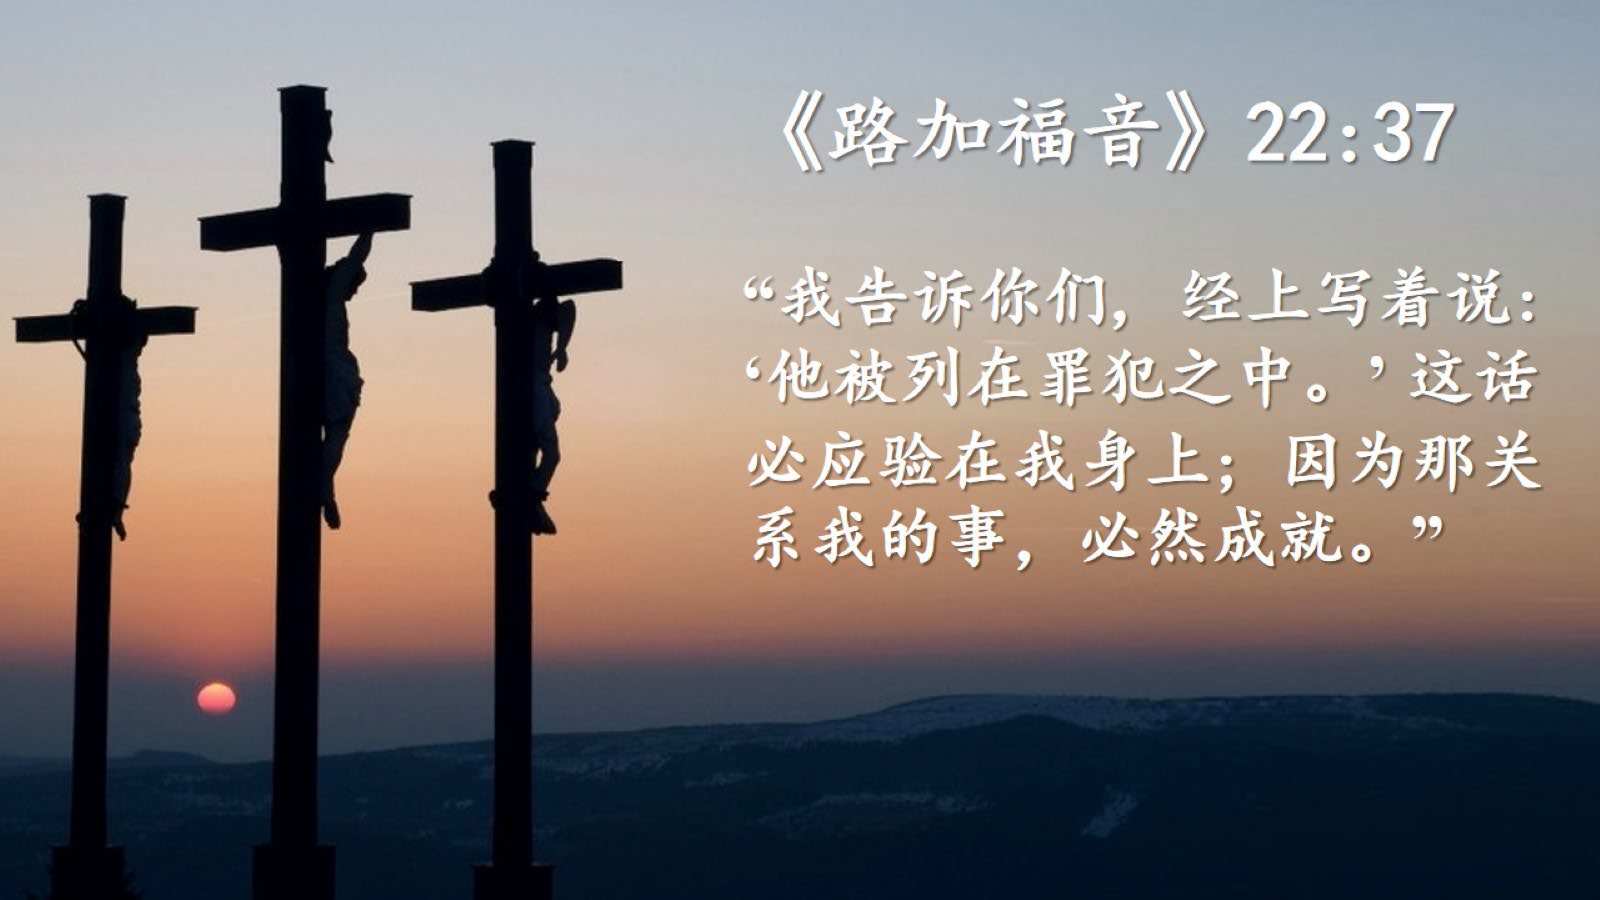 《路加福音》22:37
“我告诉你们，经上写着说：
‘他被列在罪犯之中。’这话
必应验在我身上；因为那关
系我的事，必然成就。”